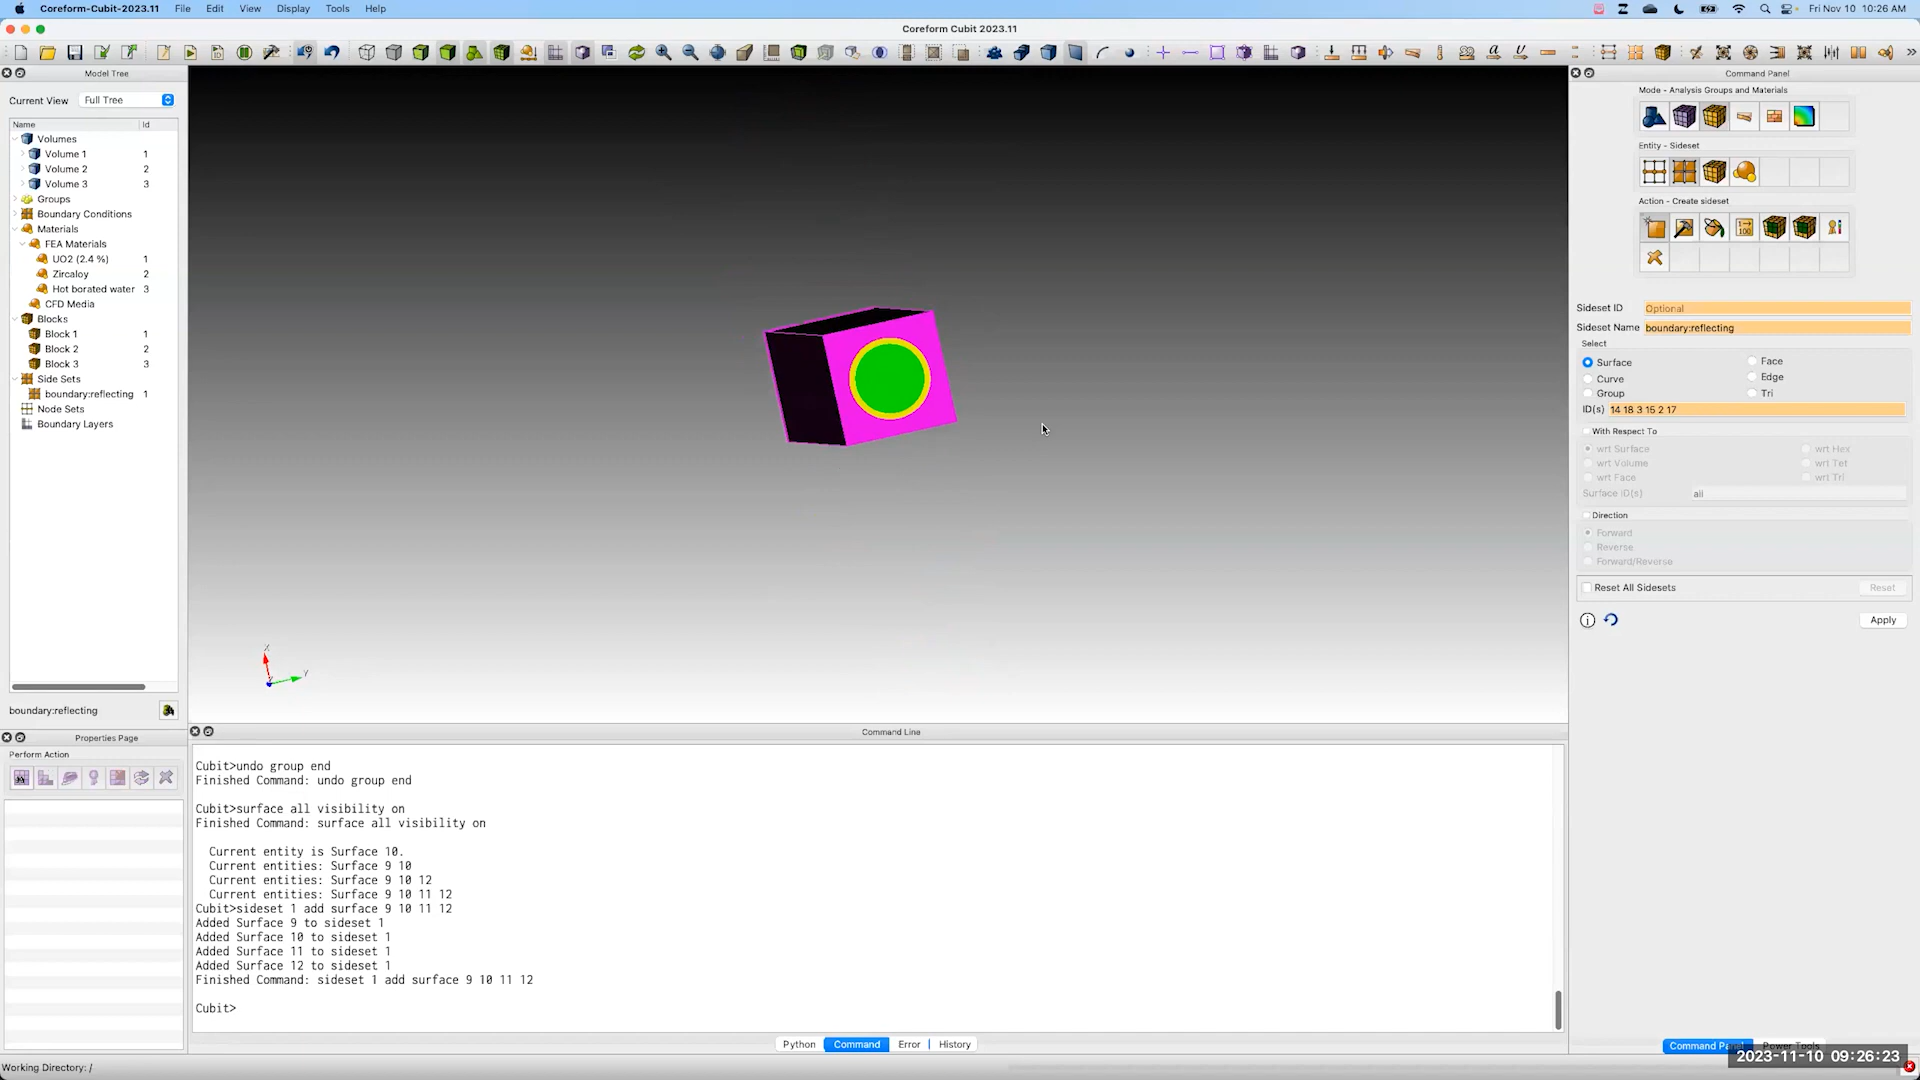 Coreform-Cubit-2023.11 File Edit View Display Tools Help Fri Nov 10 10:26 AM
Coreform Cubit 2023.11
Model Tree
Current View Full Tree
Name Id
Volumes
Volume 1 1
Volume 2 2
Volume 3 3
Groups
Boundary Conditions
Materials
FEA Materials
UO2 (2.4 %) 1
Zircaloy 2
Hot borated water 3
CFD Media
Blocks
Block 1 1
Block 2 2
Block 3 3
Side Sets
boundary:reflecting 1
Node Sets
Boundary Layers
boundary:reflecting
Properties Page
Perform Action
X
Y
Command Line
Cubit>undo group end
Finished Command: undo group end
Cubit>surface all visibility on
Finished Command: surface all visibility on
Current entity is Surface 10.
Current entities: Surface 9 10
Current entities: Surface 9 10 12
Current entities: Surface 9 10 11 12
Cubit>sideset 1 add surface 9 10 11 12
Added Surface 9 to sideset 1
Added Surface 10 to sideset 1
Added Surface 11 to sideset 1
Added Surface 12 to sideset 1
Finished Command: sideset 1 add surface 9 10 11 12
Cubit>
Python Command Error History
Working Directory: /
Command Panel
Mode - Analysis Groups and Materials
Entity - Sideset
Action - Create sideset
Sideset ID Optional
Sideset Name boundary:reflecting
Select
Surface Face
Curve Edge
Group Tri
ID(s) 14 18 3 15 2 17
With Respect To
wrt Surface wrt Hex
wrt Volume wrt Tet
wrt Face wrt Tri
Surface ID(s) all
Direction
Forward
Reverse
Forward/Reverse
Reset All Sidesets Reset
Apply
Command Power Tools
2023-11-10 09:26:23